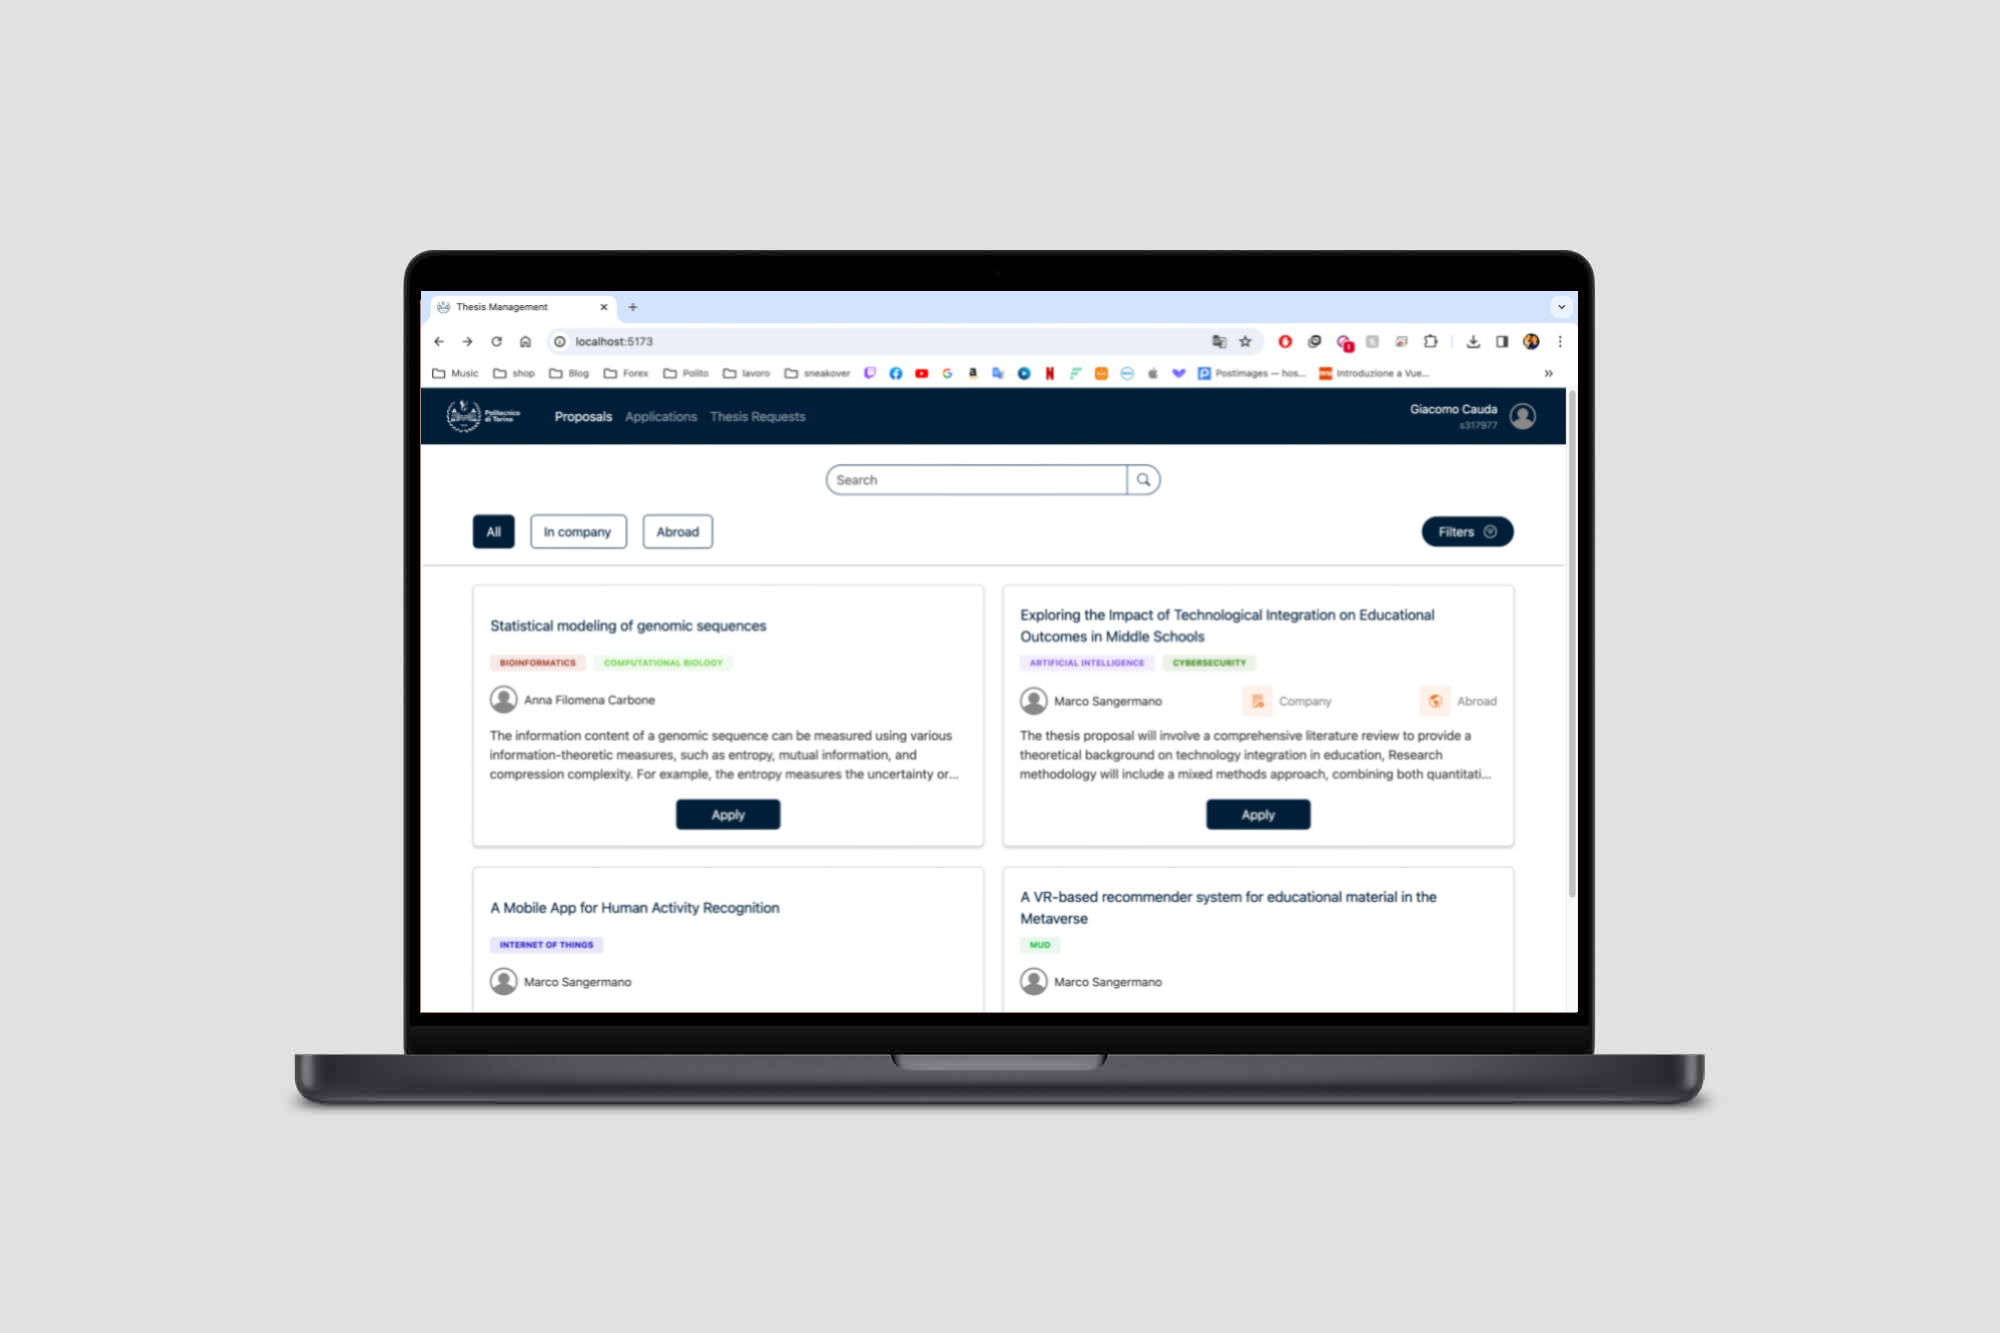 Thesis Management
localhost:5173
Music shop Blog Forex Polito lavoro sneakover Postimages — hos... Introduzione a Vue...
Politecnico
di Torino
Proposals Applications Thesis Requests
Giacomo Cauda
s317977
Search
All In company Abroad Filters
Statistical modeling of genomic sequences
BIOINFORMATICS COMPUTATIONAL BIOLOGY
Anna Filomena Carbone
The information content of a genomic sequence can be measured using various
information-theoretic measures, such as entropy, mutual information, and
compression complexity. For example, the entropy measures the uncertainty or...
Apply
Exploring the Impact of Technological Integration on Educational
Outcomes in Middle Schools
ARTIFICIAL INTELLIGENCE CYBERSECURITY
Marco Sangermano Company Abroad
The thesis proposal will involve a comprehensive literature review to provide a
theoretical background on technology integration in education, Research
methodology will include a mixed methods approach, combining both quantitati...
Apply
A Mobile App for Human Activity Recognition
INTERNET OF THINGS
Marco Sangermano
A VR-based recommender system for educational material in the
Metaverse
MUD
Marco Sangermano